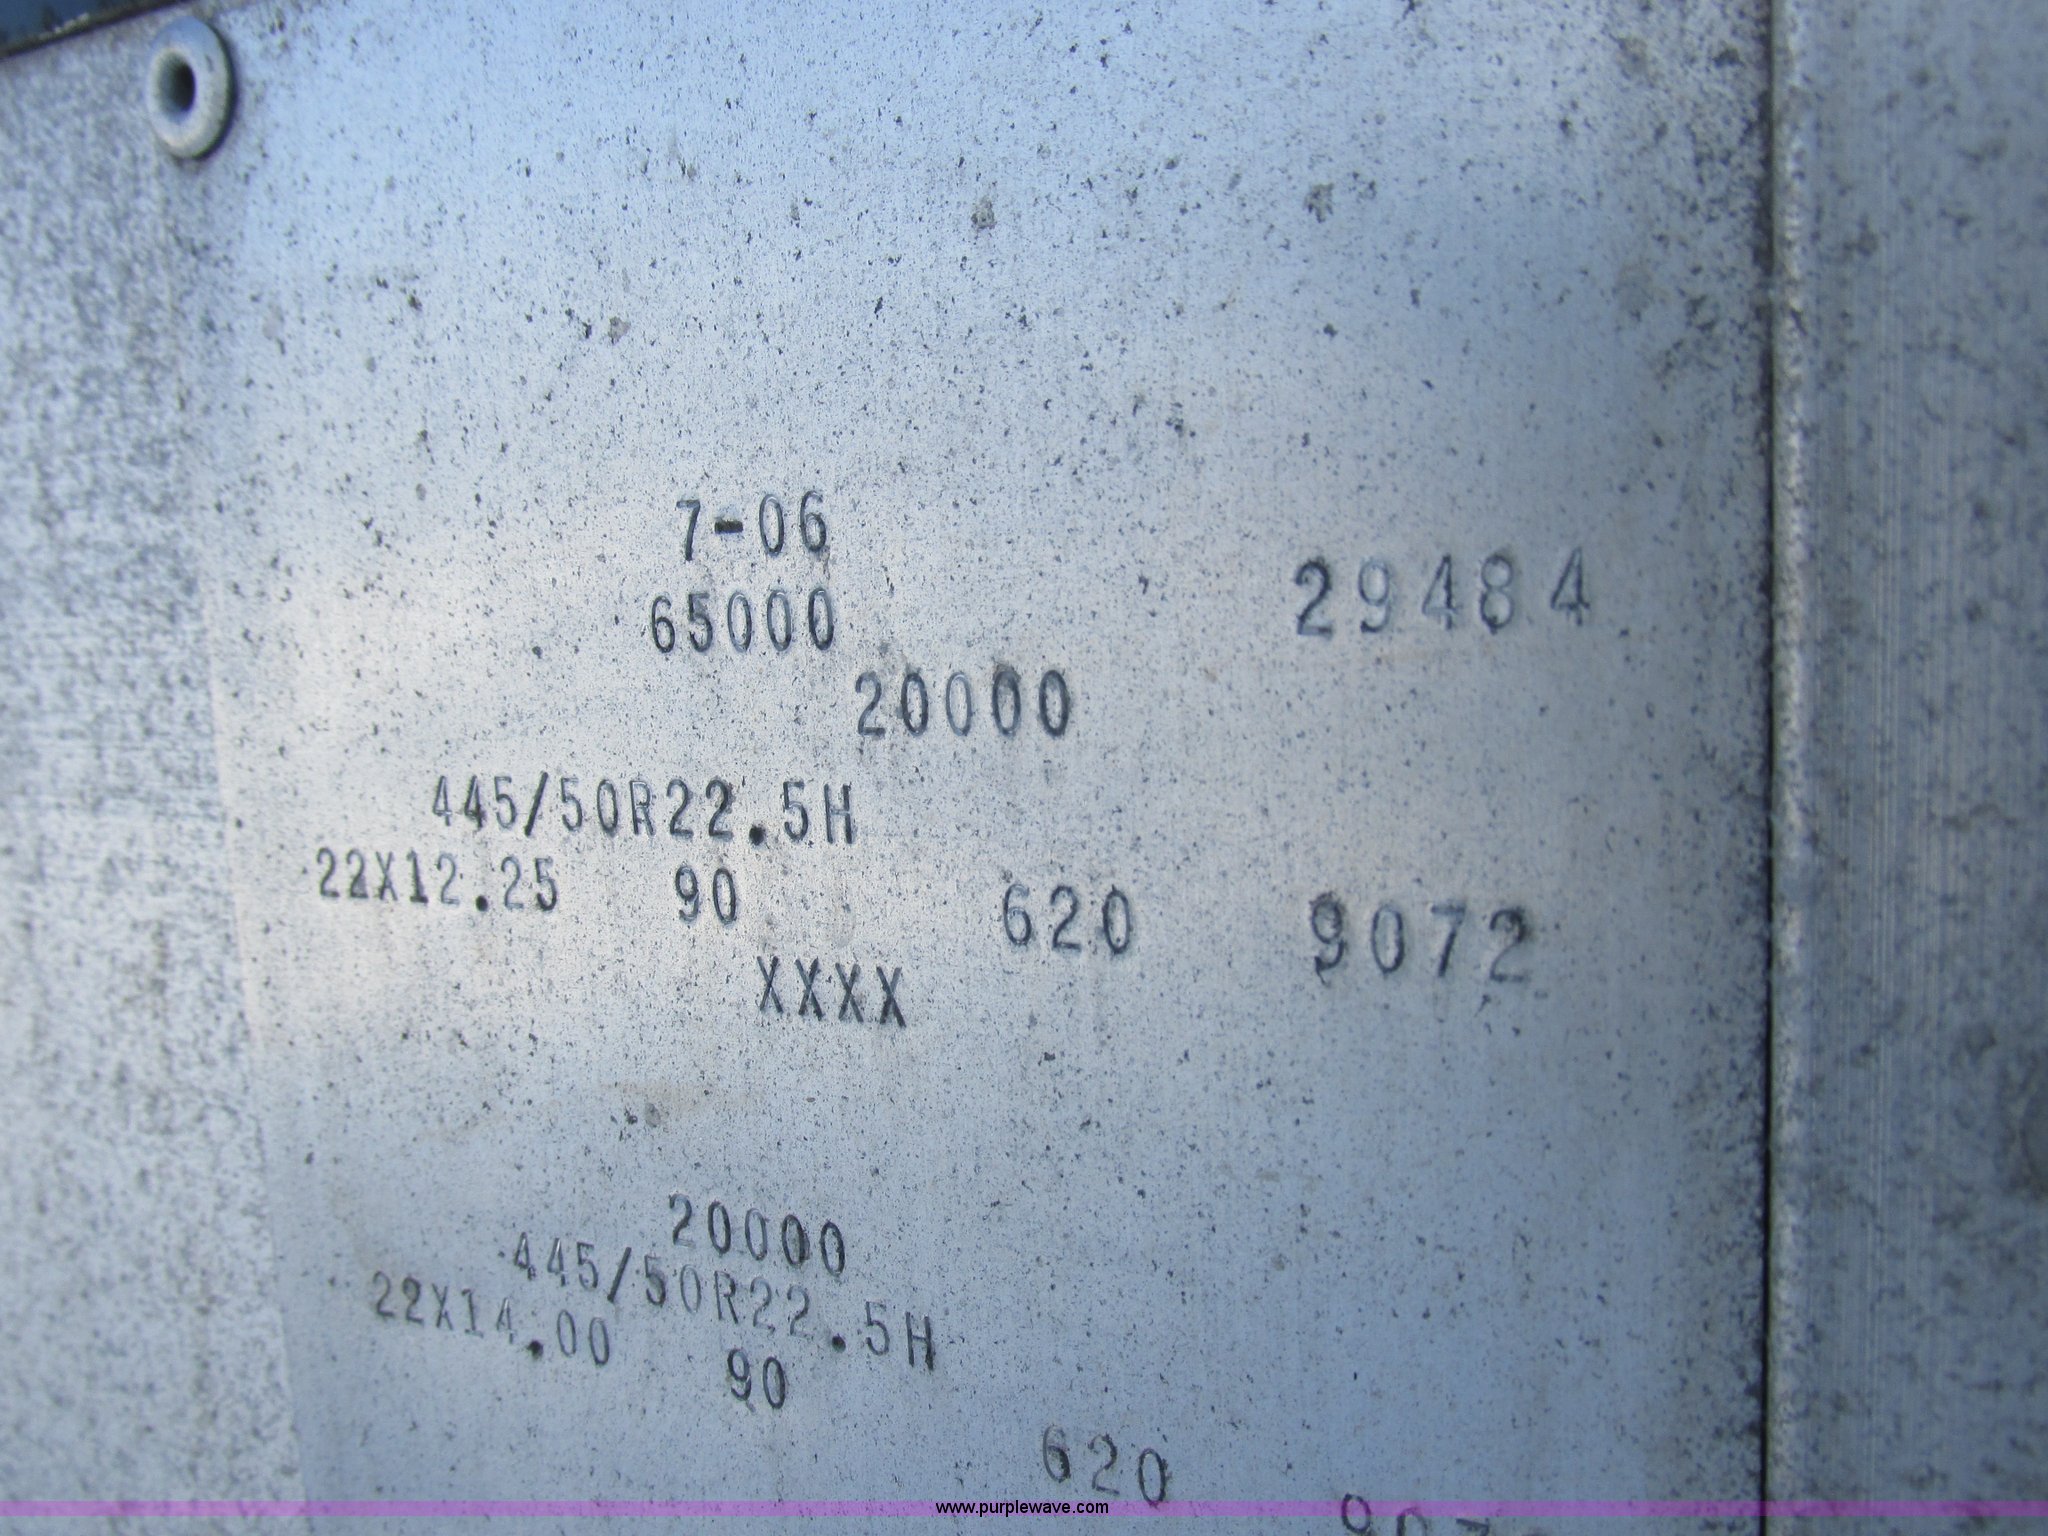 7-06
65000 29484
20000
445/50R22.5H
22X12.25 90 620 9072
XXXX
20000
445/50R22.5H
22X14.00 90
620
www.purplewave.com